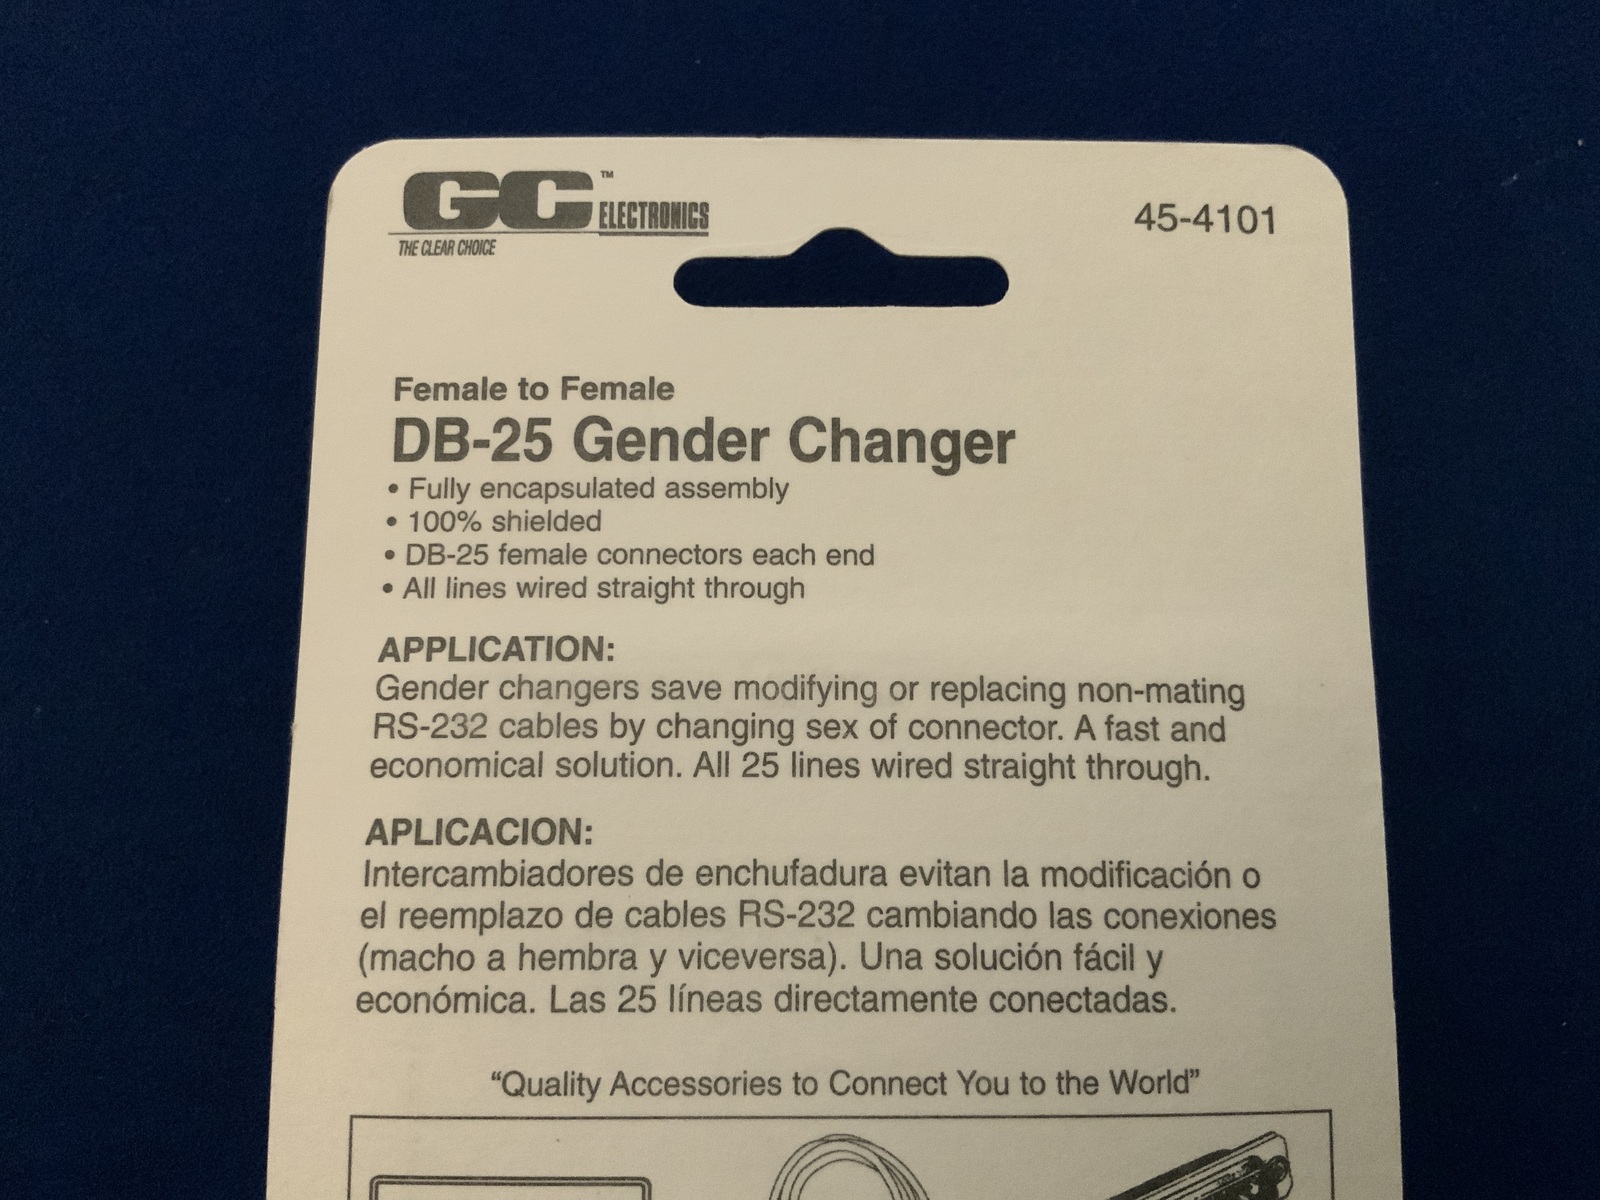 GC™ ELECTRONICS
THE CLEAR CHOICE
45-4101
Female to Female
DB-25 Gender Changer
• Fully encapsulated assembly
• 100% shielded
• DB-25 female connectors each end
• All lines wired straight through
APPLICATION:
Gender changers save modifying or replacing non-mating
RS-232 cables by changing sex of connector. A fast and
economical solution. All 25 lines wired straight through.
APLICACION:
Intercambiadores de enchufadura evitan la modificación o
el reemplazo de cables RS-232 cambiando las conexiones
(macho a hembra y viceversa). Una solución fácil y
económica. Las 25 líneas directamente conectadas.
“Quality Accessories to Connect You to the World”